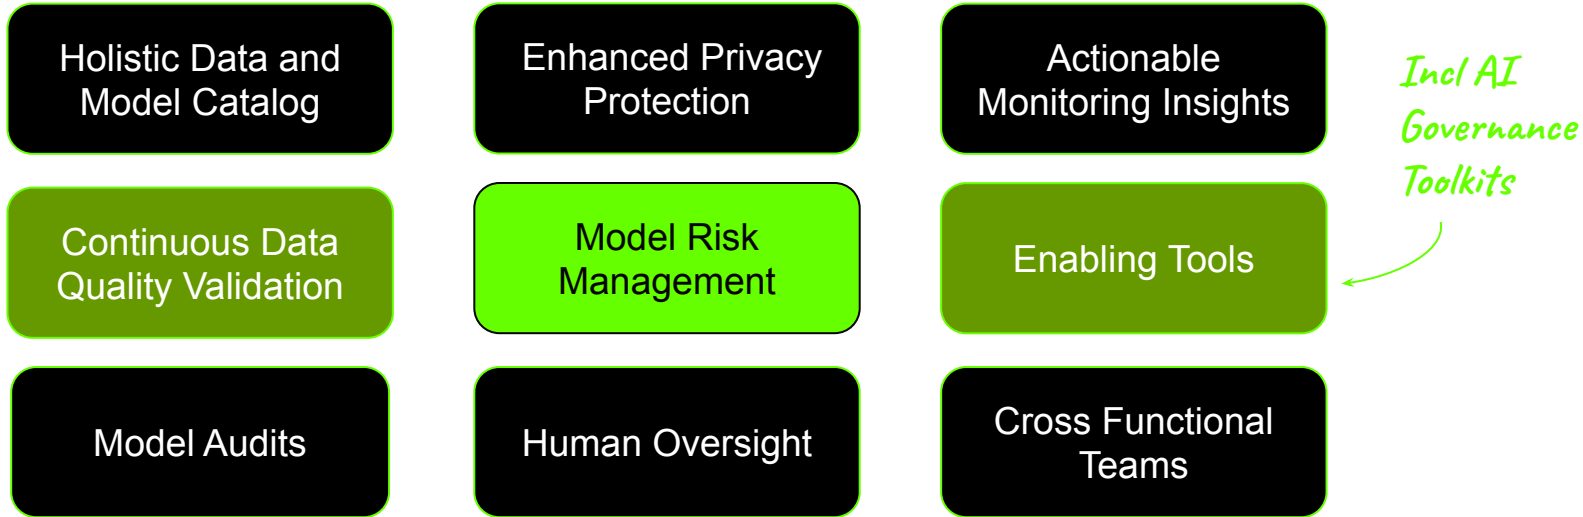 Holistic Data and
Model Catalog
Enhanced Privacy
Protection
Actionable
Monitoring Insights
Incl AI
Governance
Toolkits
Continuous Data
Quality Validation
Model Risk
Management
Enabling Tools
Model Audits
Human Oversight
Cross Functional
Teams